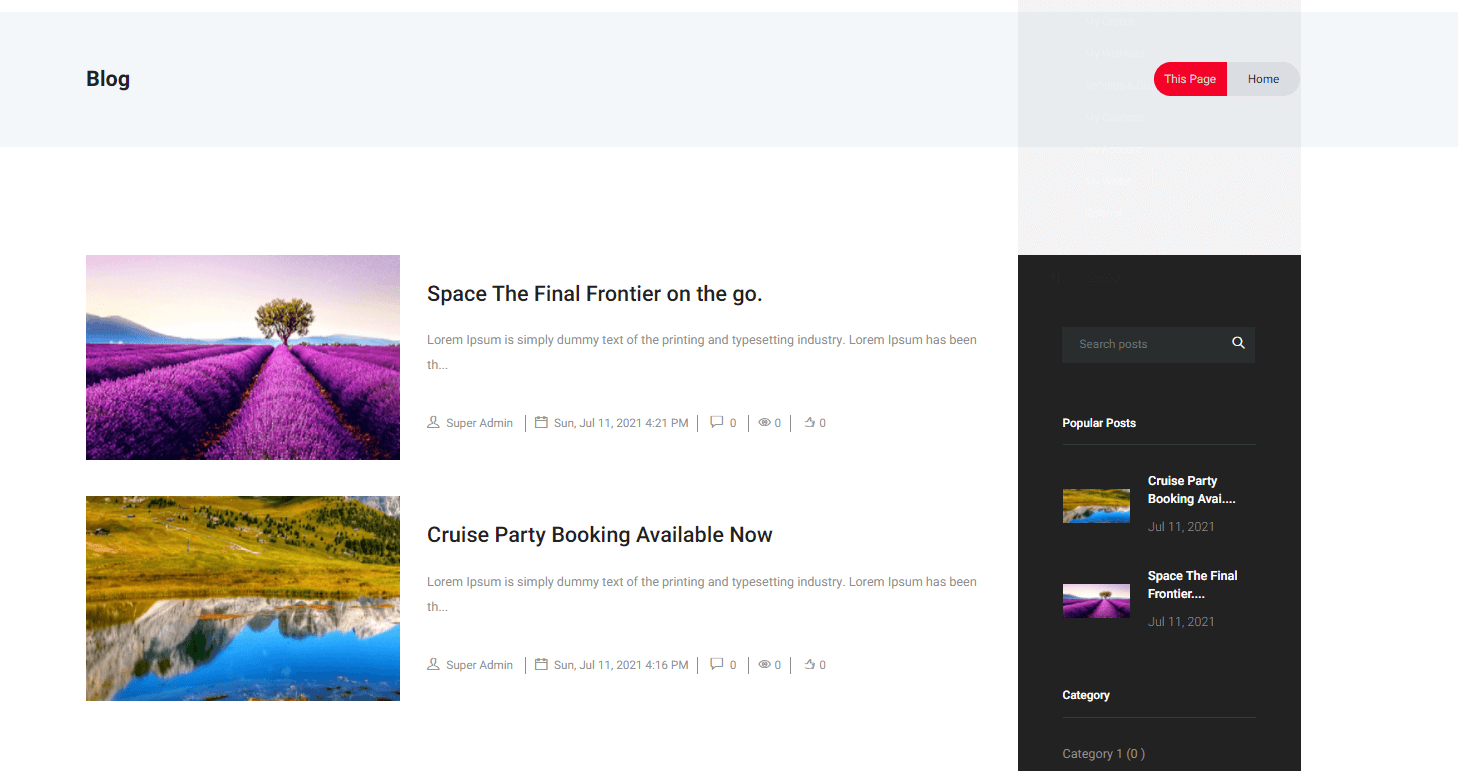 Blog
This Page
Home
Space The Final Frontier on the go.
Lorem Ipsum is simply dummy text of the printing and typesetting industry. Lorem Ipsum has been
th...
Super Admin
Sun, Jul 11, 2021 4:21 PM
0
0
0
Cruise Party Booking Available Now
Lorem Ipsum is simply dummy text of the printing and typesetting industry. Lorem Ipsum has been
th...
Super Admin
Sun, Jul 11, 2021 4:16 PM
0
0
0
Search posts
Popular Posts
Cruise Party
Booking Avai....
Jul 11, 2021
Space The Final
Frontier....
Jul 11, 2021
Category
Category 1 (0 )